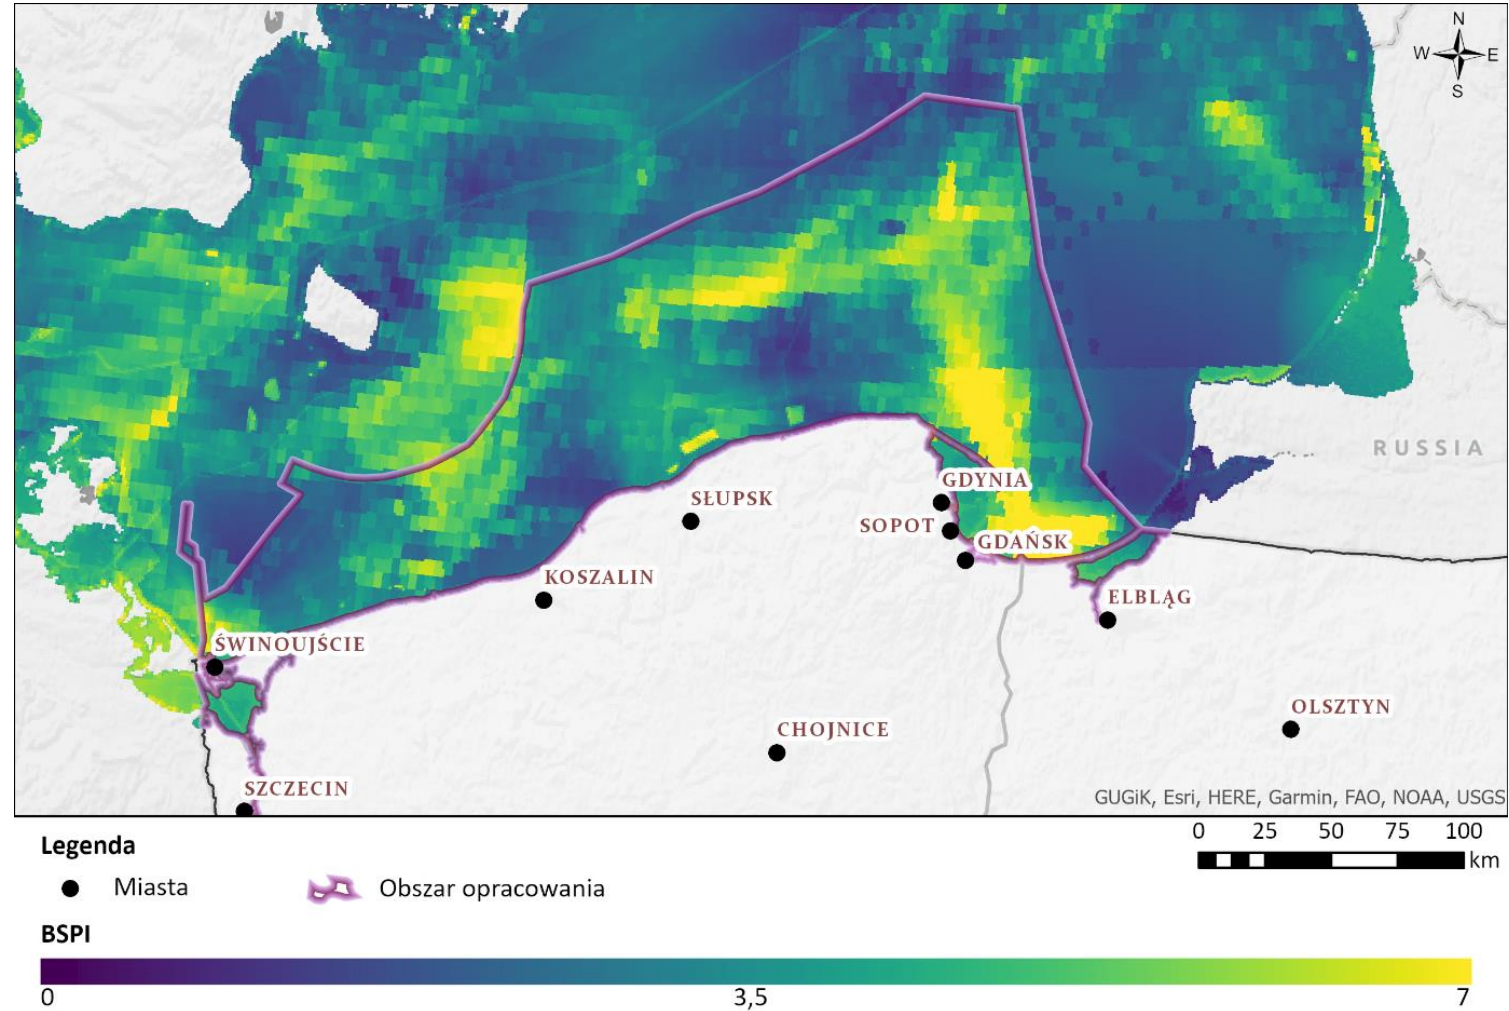 N
W E
S
RUSSIA
GDYNIA
SŁUPSK
SOPOT
GDAŃSK
KOSZALIN
ELBLĄG
ŚWINOUJŚCIE
OLSZTYN
CHOJNICE
SZCZECIN
GUGiK, Esri, HERE, Garmin, FAO, NOAA, USGS
0 25 50 75 100
km
Legenda
Miasta
Obszar opracowania
BSPI
0 3,5 7